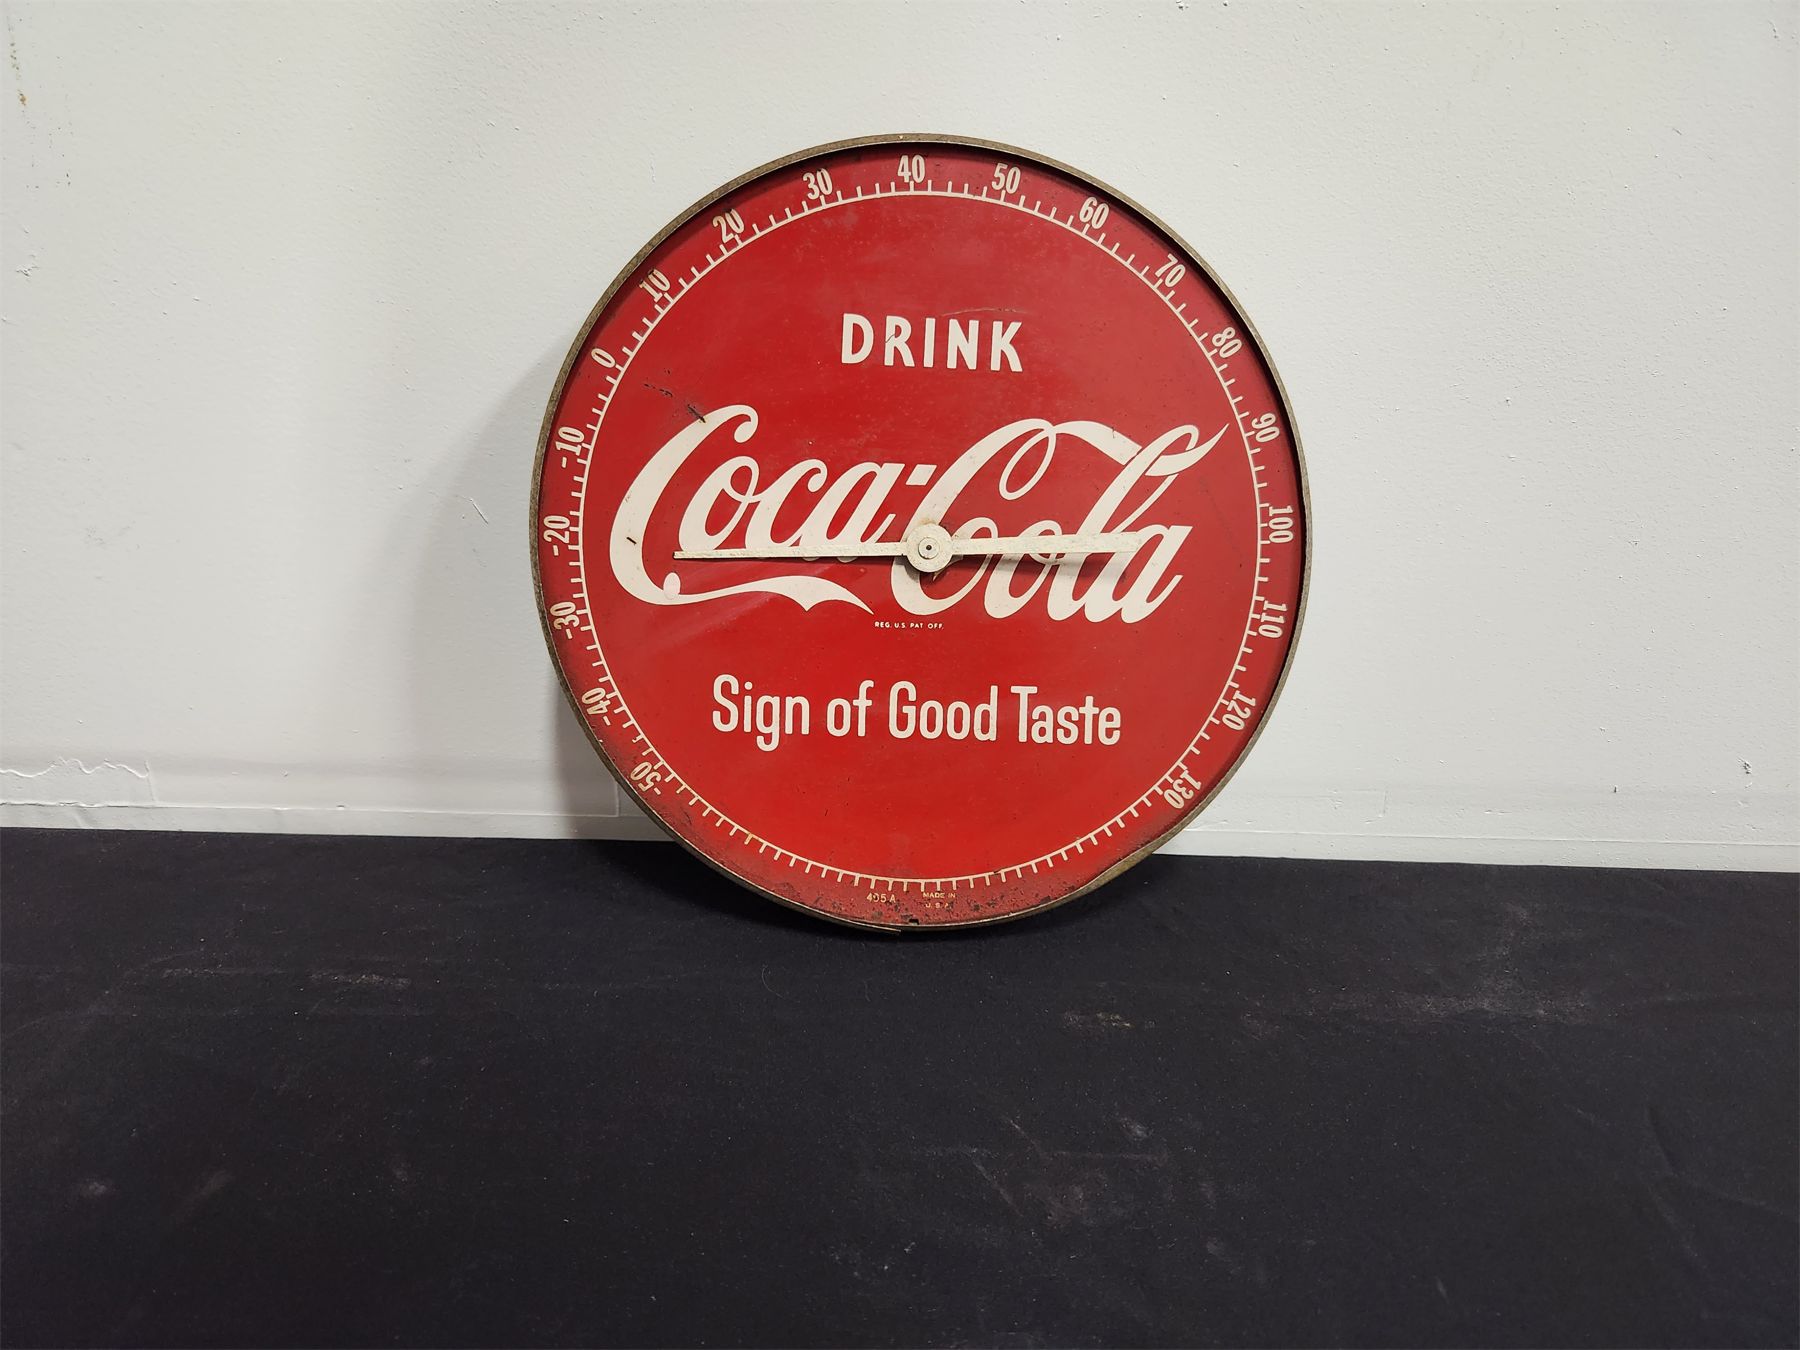 -50
-40
-30
-20
-10
0
10
20
30
40
50
60
70
80
90
100
110
120
130
DRINK
Coca-Cola
REG. U.S. PAT OFF.
Sign of Good Taste
495 A
MADE IN
U.S.A.